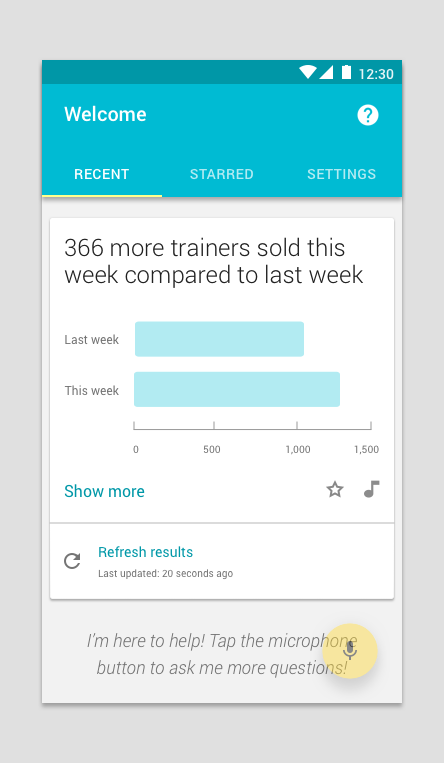 12:30
Welcome
RECENT STARRED SETTINGS
366 more trainers sold this
week compared to last week
Last week
This week
0 500 1,000 1,500
Show more
Refresh results
Last updated: 20 seconds ago
I'm here to help! Tap the microphone
button to ask me more questions!